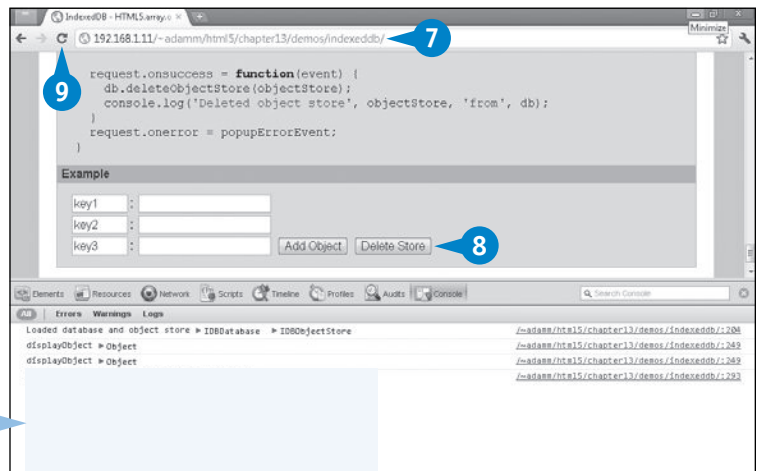 IndexedDB - HTML5.array.c
Minimize
192.168.1.11/~adamm/html5/chapter13/demos/indexeddb/
7
9
request.onsuccess = function(event) {
db.deleteObjectStore(objectStore);
console.log('Deleted object store', objectStore, 'from', db);
}
request.onerror = popupErrorEvent;
}
Example
key1 :
key2 :
key3 : Add Object Delete Store
8
Elements Resources Network Scripts Timeline Profiles Audits Console Search Console
All Errors Warnings Logs
Loaded database and object store ▶ IDBDatabase ▶ IDBObjectStore /~adamm/html5/chapter13/demos/indexeddb/:204
displayObject ▶ Object /~adamm/html5/chapter13/demos/indexeddb/:249
displayObject ▶ Object /~adamm/html5/chapter13/demos/indexeddb/:249
/~adamm/html5/chapter13/demos/indexeddb/:293